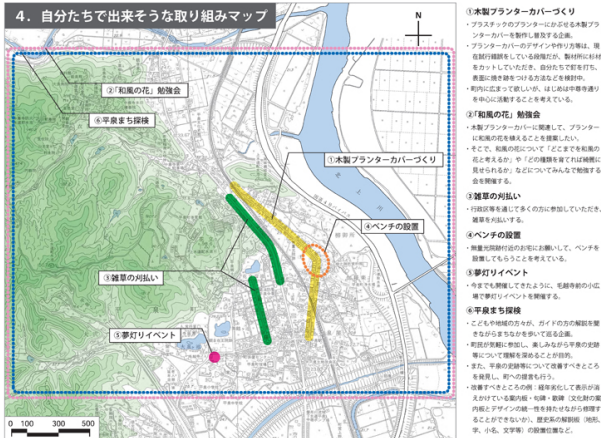 4．自分たちで出来そうな取り組みマップ
N
②「和風の花」勉強会
⑥平泉まち探検
①木製プランターカバーづくり
④ベンチの設置
③雑草の刈払い
⑤夢灯りイベント
0 100 200 300 400 500
①木製プランターカバーづくり
・プラスチックのプランターにかぶせる木製プラ
ンターカバーを製作し普及する企画。
・プランターカバーのデザインや作り方等は、現
在試行錯誤をしている段階だが、製材所に杉材
をカットしていただき、自分たちで釘を打ち、
表面に焼き跡をつける方法などを検討中。
・町内に広まって欲しいが、はじめは中尊寺通り
を中心に活動することを考えている。
②「和風の花」勉強会
・木製プランターカバーに関連して、プランター
に和風の花を植えることを提案したい。
・そこで、和風の花について「どこまでを和風の
花と考えるか」や「どの種類を育てれば綺麗に
見せられるか」などについてみんなで勉強する
会を開催する。
③雑草の刈払い
・行政区等を通じて多くの方に参加していただき、
雑草を刈払いする。
④ベンチの設置
・無量光院跡付近のお宅にお願いして、ベンチを
設置してもらうことを考えている。
⑤夢灯りイベント
・今までも開催してきたように、毛越寺前の小広
場で夢灯りイベントを開催する。
⑥平泉まち探検
・こどもや地域の方々が、ガイドの方の解説を聞
きながらまちなかを歩いて巡る企画。
・町民が気軽に参加し、楽しみながら平泉の史跡
等について理解を深めることが目的。
・また、平泉の史跡等について改善すべきところ
を発見し、町への提言も行う。
・改善すべきところの例：経年劣化して表示が消
えかけている案内板・句碑・歌碑（文化財の案
内板とデザインの統一性を持たせながら修理す
ることができないか）、歴史系の解説板（地形、
字、小名、文学等）の設置位置など。